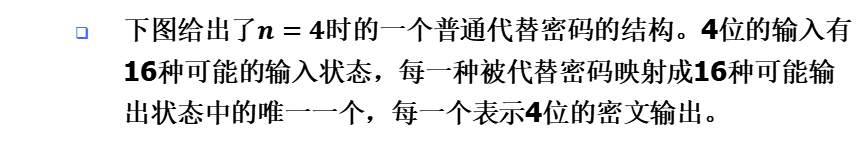 下图给出了n = 4时的一个普通代替密码的结构。4位的输入有
16种可能的输入状态，每一种被代替密码映射成16种可能输
出状态中的唯一一个，每一个表示4位的密文输出。